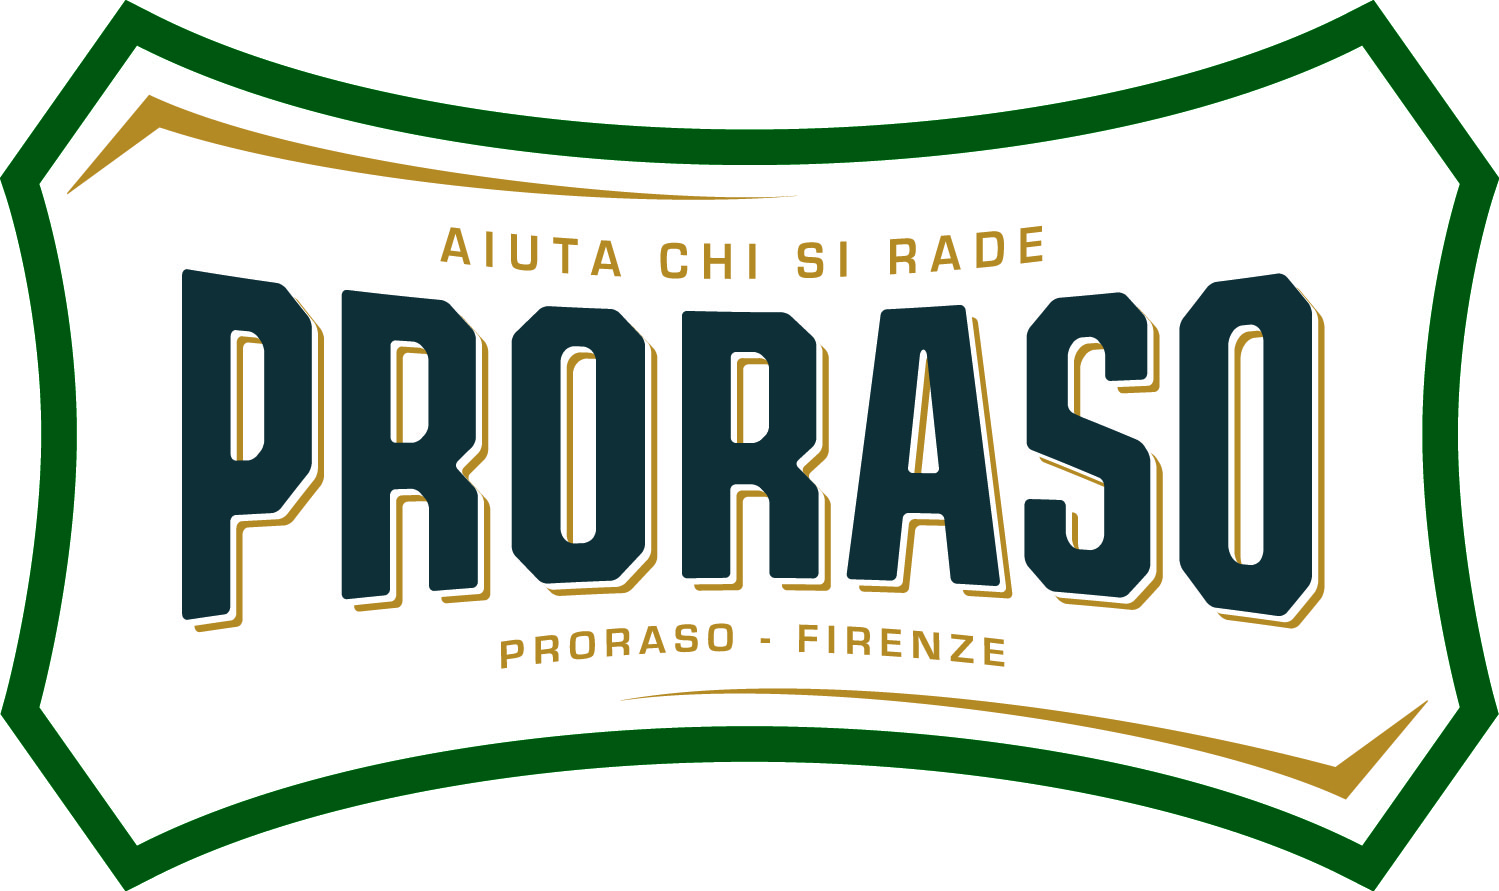 AIUTA CHI SI RADE
PRORASO
PRORASO - FIRENZE